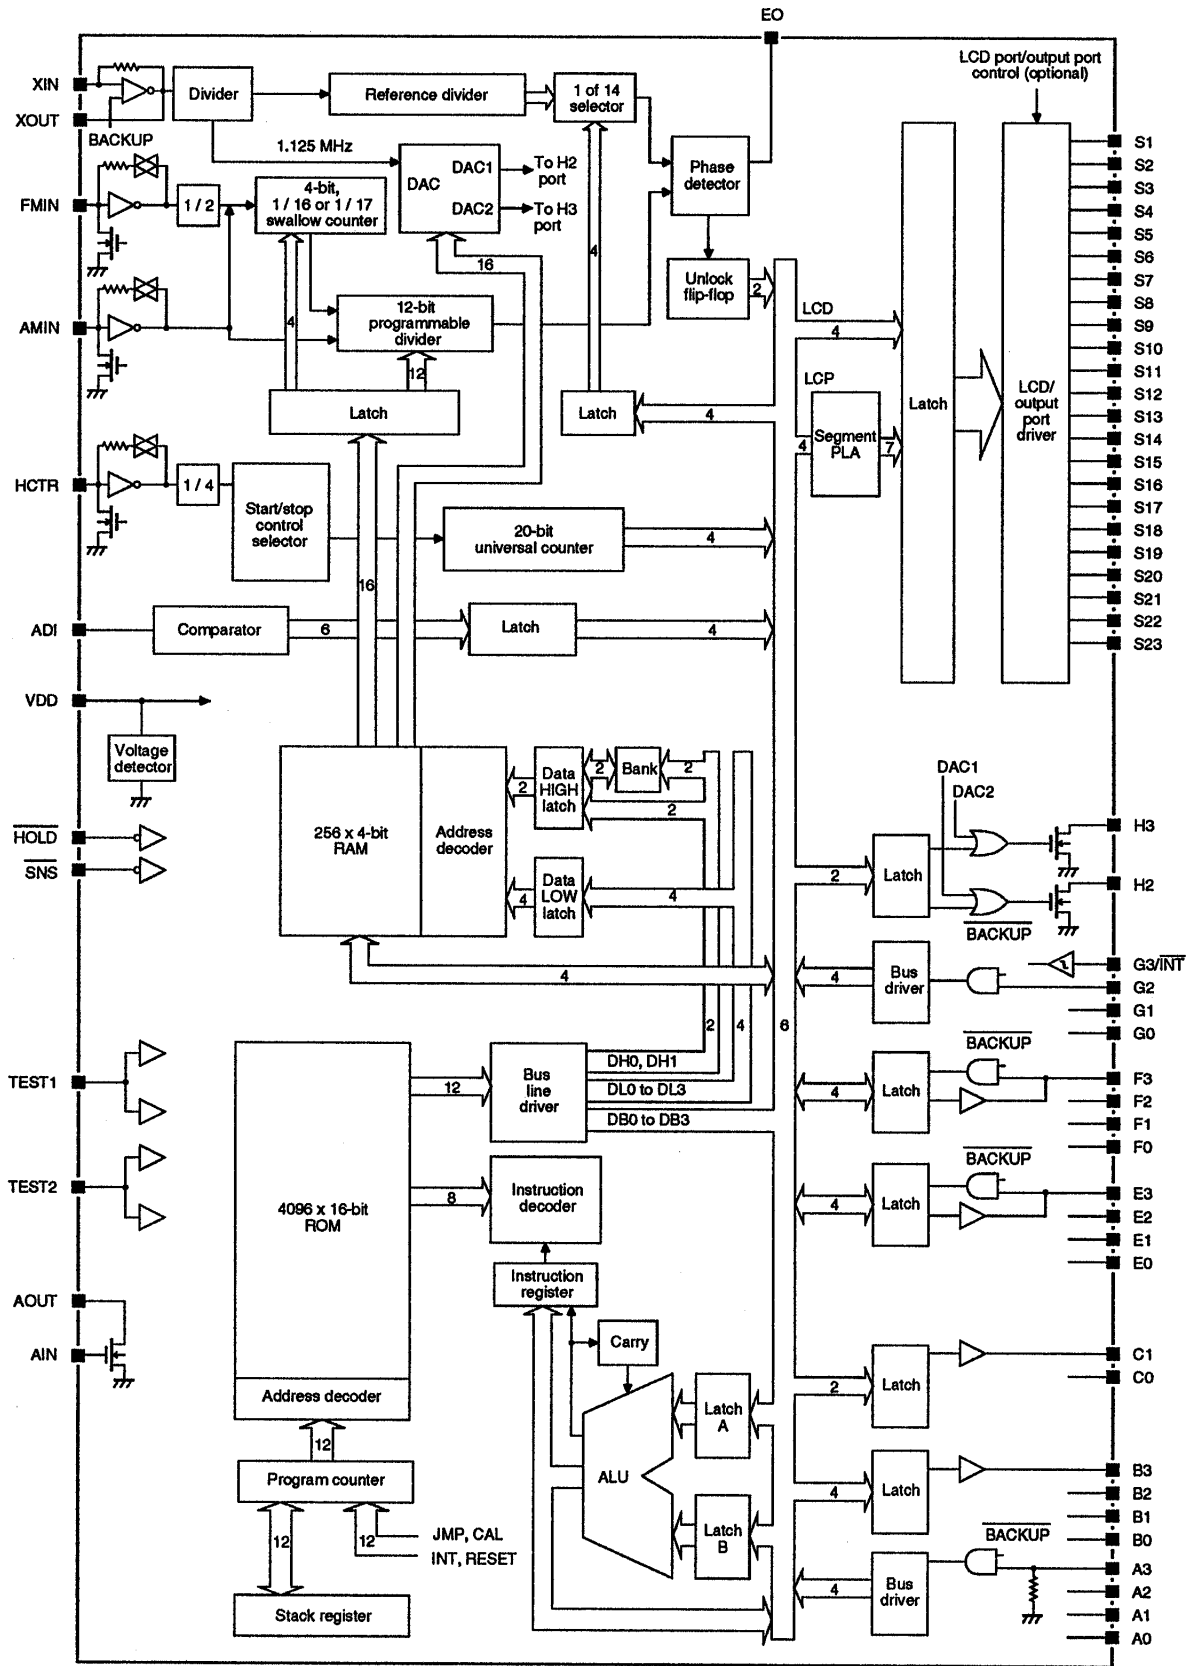 EO
LCD port/output port
control (optional)
XIN
XOUT
BACKUP
Divider
Reference divider
1 of 14
selector
1.125 MHz
DAC
DAC1
DAC2
To H2
port
To H3
port
Phase
detector
FMIN
1 / 2
4-bit,
1 / 16 or 1 / 17
swallow counter
16
4
Unlock
flip-flop
2
LCD
4
AMIN
12-bit
programmable
divider
4
12
Latch
Latch
4
LCP
4
Segment
PLA
7
Latch
LCD/
output
port
driver
S1
S2
S3
S4
S5
S6
S7
S8
S9
S10
S11
S12
S13
S14
S15
S16
S17
S18
S19
S20
S21
S22
S23
HCTR
1 / 4
Start/stop
control
selector
20-bit
universal counter
4
16
ADI
Comparator
6
Latch
4
VDD
Voltage
detector
HOLD
SNS
256 x 4-bit
RAM
Address
decoder
2
Data
HIGH
latch
2
Bank
2
2
4
Data
LOW
latch
4
4
2
4
6
DAC1
DAC2
2
Latch
H3
H2
BACKUP
4
Bus
driver
G3/INT
G2
G1
G0
BACKUP
4
Latch
F3
F2
F1
F0
BACKUP
4
Latch
E3
E2
E1
E0
TEST1
TEST2
4096 x 16-bit
ROM
12
Bus
line
driver
DH0, DH1
DL0 to DL3
DB0 to DB3
8
Instruction
decoder
Instruction
register
Carry
AOUT
AIN
Address decoder
12
Program counter
12
12
JMP, CAL
INT, RESET
Stack register
ALU
Latch
A
Latch
B
2
Latch
C1
C0
4
Latch
B3
B2
B1
B0
BACKUP
4
Bus
driver
A3
A2
A1
A0